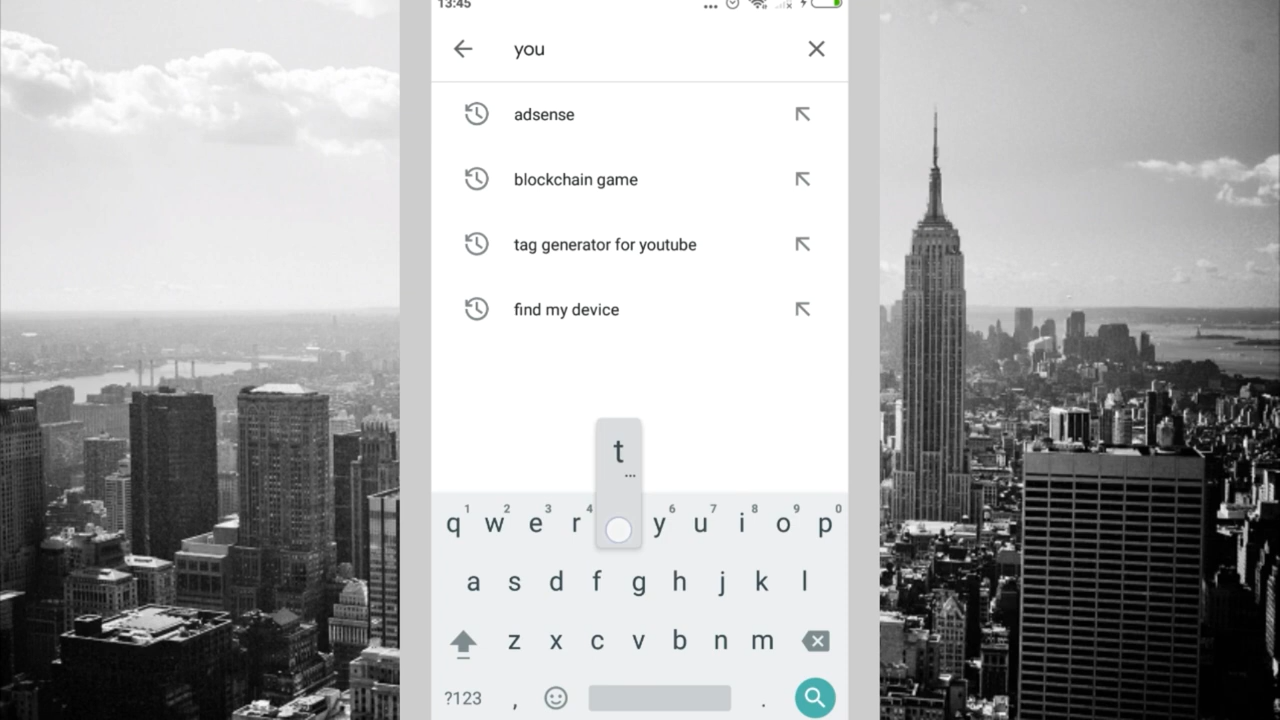 13:45
you
adsense
blockchain game
tag generator for youtube
find my device
t
...
1 2 3 4 6 7 8 9 0
q w e r y u i o p
a s d f g h j k l
z x c v b n m
?123 , .